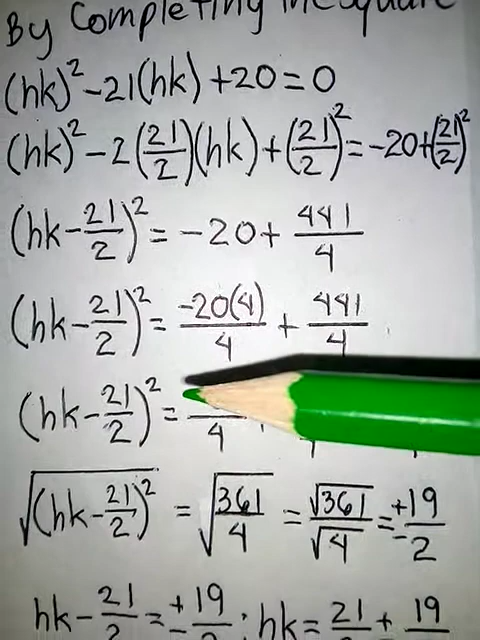 By Completing the Square
(hk)² - 21(hk) + 20 = 0
(hk)² - 2(21/2)(hk) + (21/2)² = -20 + (21/2)²
(hk - 21/2)² = -20 + 441/4
(hk - 21/2)² = -20(4)/4 + 441/4
(hk - 21/2)² = /4
√(hk - 21/2)² = √361/4 = √361/√4 = ±19/2
hk - 21/2 = ±19/2 ; hk = 21/ ± 19/